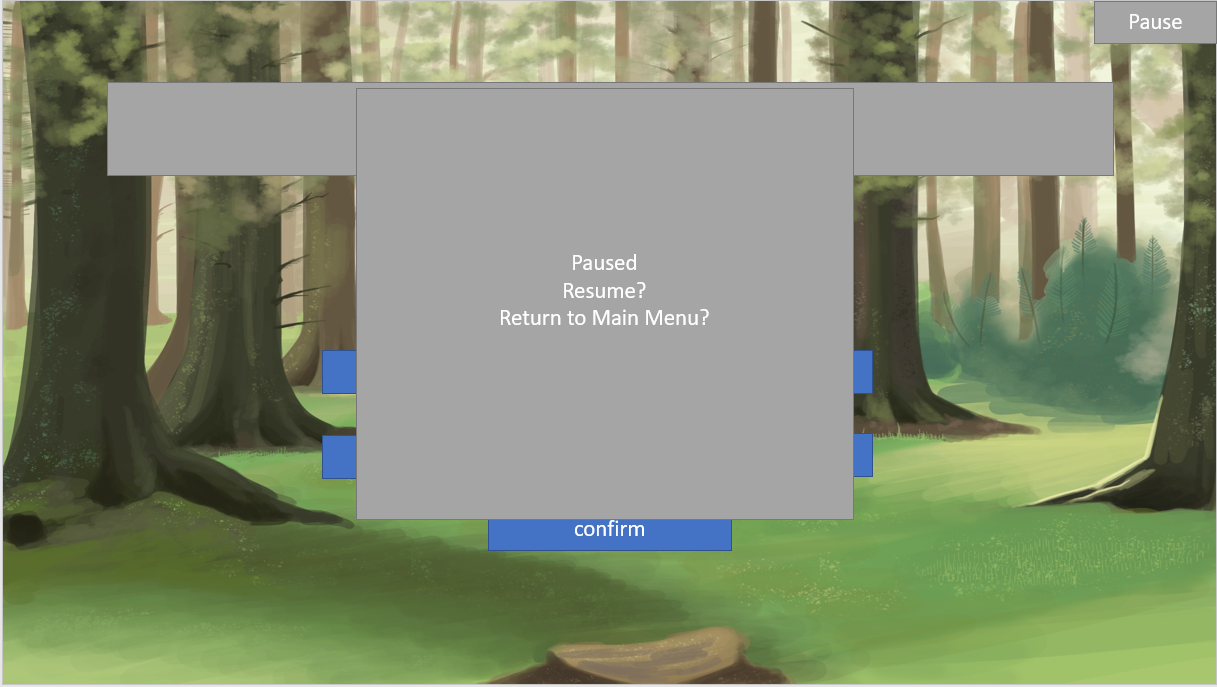 Pause
Paused
Resume?
Return to Main Menu?
confirm